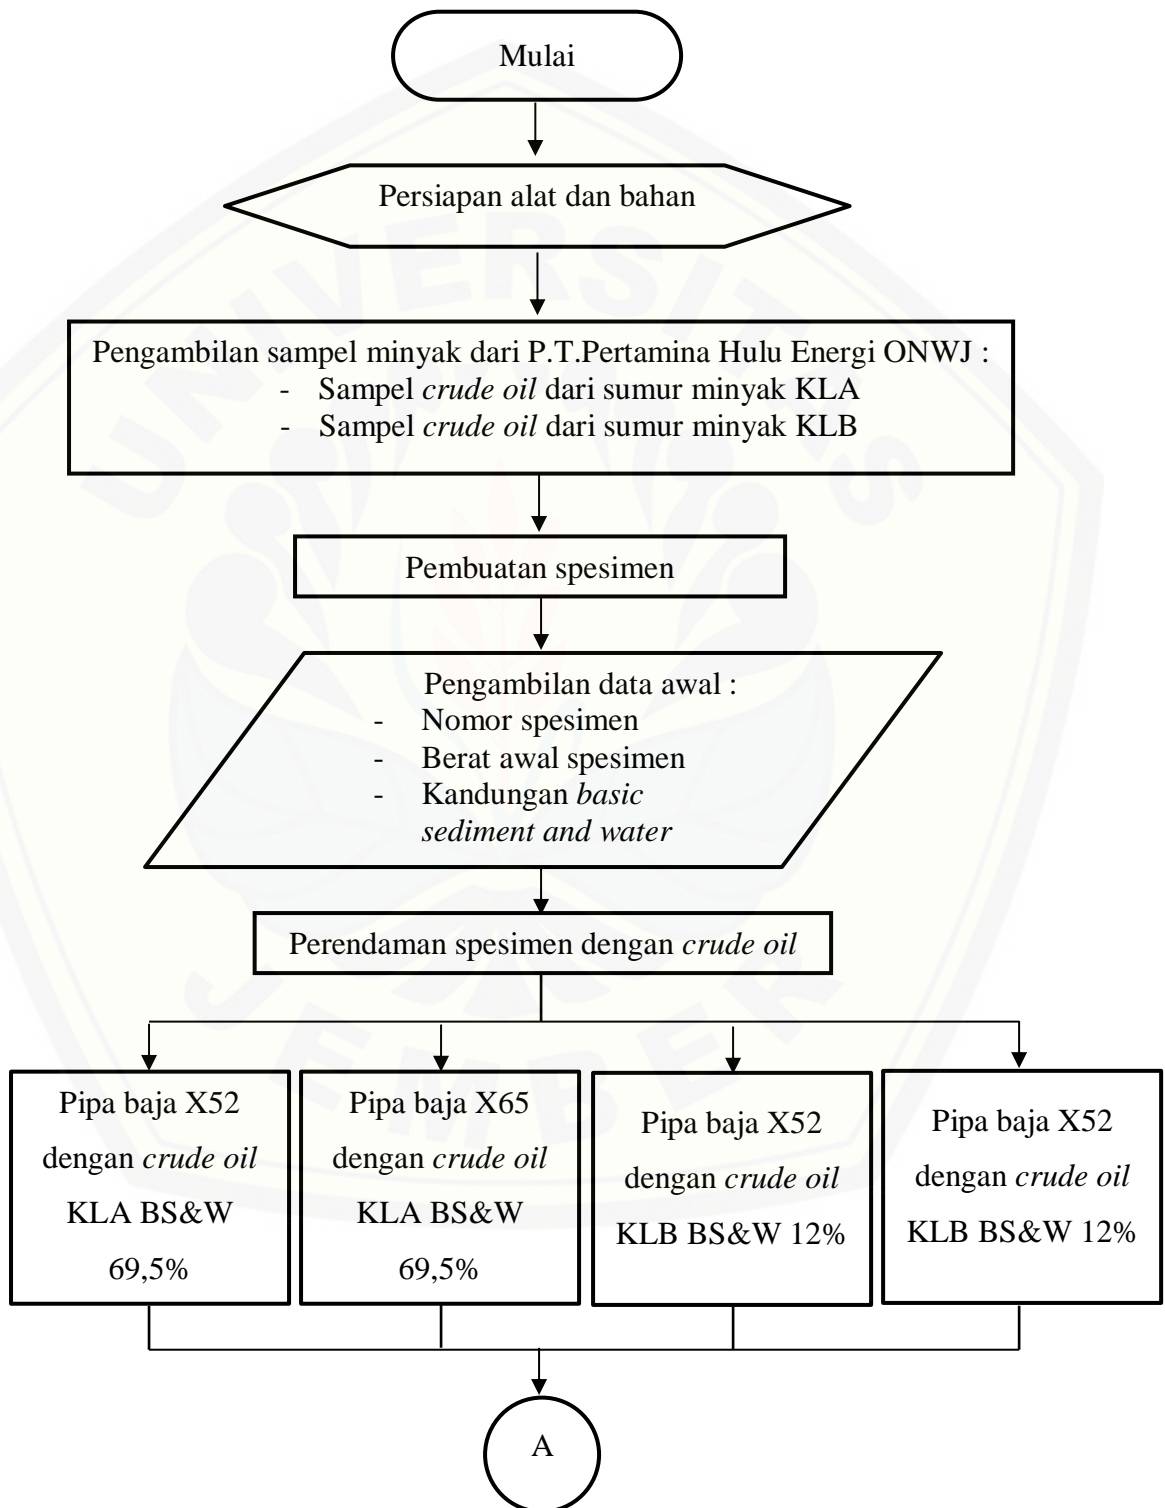 Mulai
Persiapan alat dan bahan
Pengambilan sampel minyak dari P.T.Pertamina Hulu Energi ONWJ :
- Sampel crude oil dari sumur minyak KLA
- Sampel crude oil dari sumur minyak KLB
Pembuatan spesimen
Pengambilan data awal :
- Nomor spesimen
- Berat awal spesimen
- Kandungan basic
sediment and water
Perendaman spesimen dengan crude oil
Pipa baja X52
dengan crude oil
KLA BS&W
69,5%
Pipa baja X65
dengan crude oil
KLA BS&W
69,5%
Pipa baja X52
dengan crude oil
KLB BS&W 12%
Pipa baja X52
dengan crude oil
KLB BS&W 12%
A
UNIVERSITAS
JEMBER